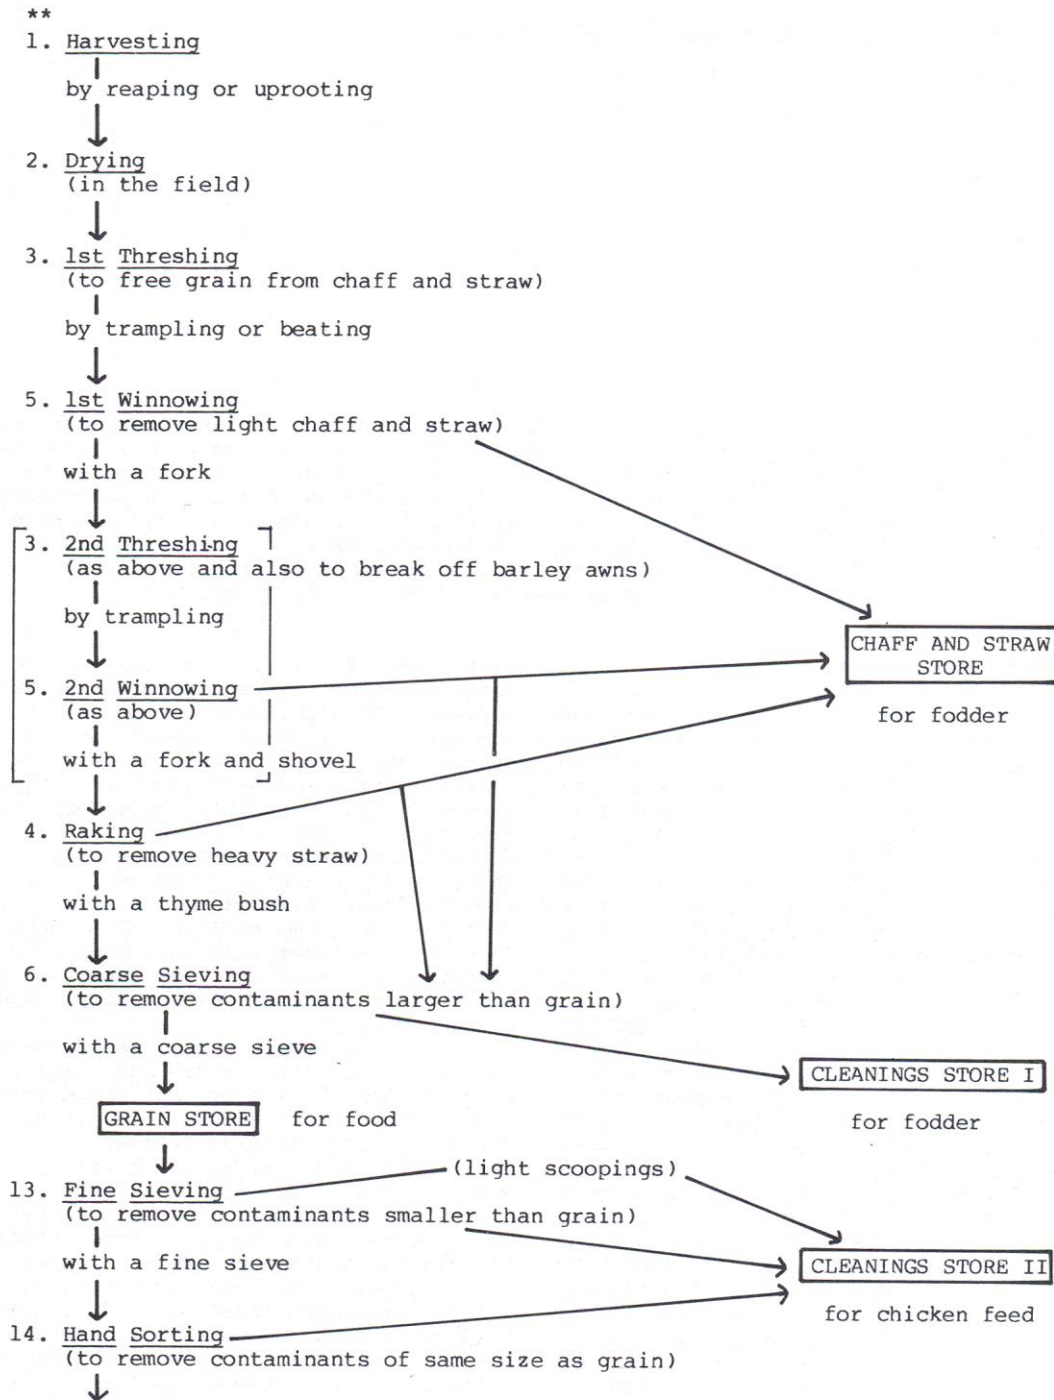 **
1. Harvesting
by reaping or uprooting
2. Drying
(in the field)
3. 1st Threshing
(to free grain from chaff and straw)
by trampling or beating
5. 1st Winnowing
(to remove light chaff and straw)
with a fork
3. 2nd Threshing
(as above and also to break off barley awns)
by trampling
CHAFF AND STRAW
STORE
for fodder
5. 2nd Winnowing
(as above)
with a fork and shovel
4. Raking
(to remove heavy straw)
with a thyme bush
6. Coarse Sieving
(to remove contaminants larger than grain)
with a coarse sieve
CLEANINGS STORE I
for fodder
GRAIN STORE for food
(light scoopings)
13. Fine Sieving
(to remove contaminants smaller than grain)
with a fine sieve
CLEANINGS STORE II
for chicken feed
14. Hand Sorting
(to remove contaminants of same size as grain)